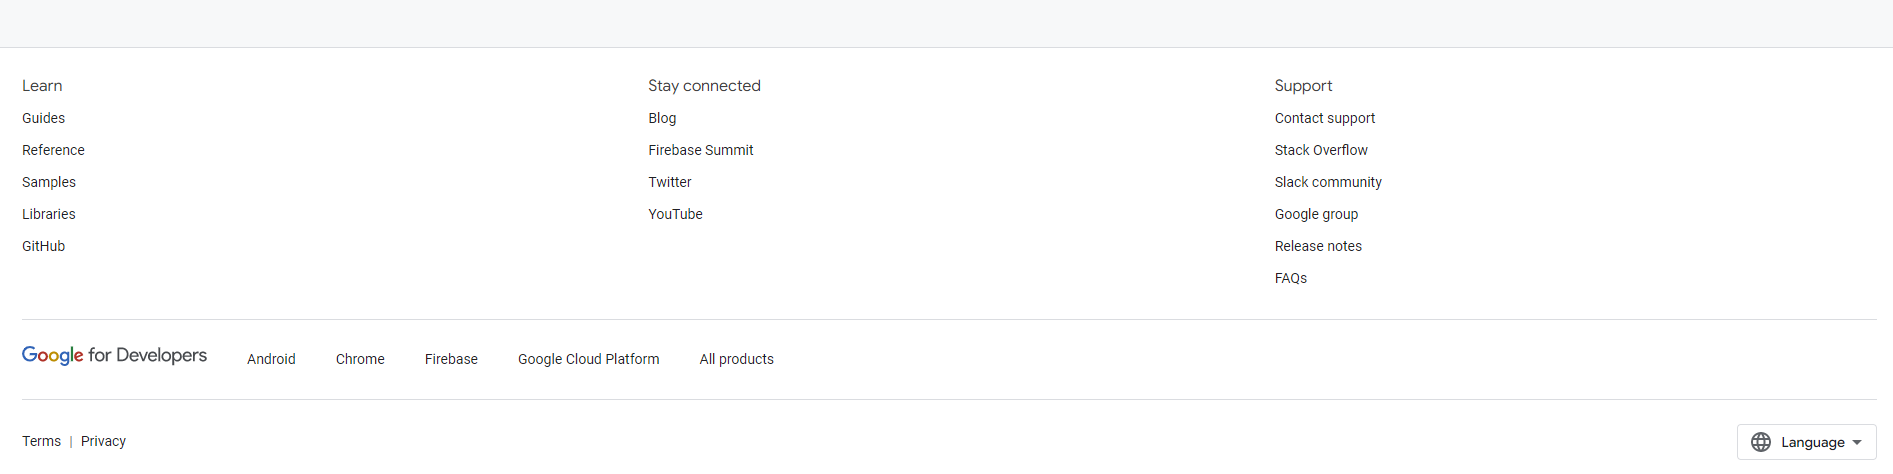 Learn
Guides
Reference
Samples
Libraries
GitHub
Stay connected
Blog
Firebase Summit
Twitter
YouTube
Support
Contact support
Stack Overflow
Slack community
Google group
Release notes
FAQs
Google for Developers
Android
Chrome
Firebase
Google Cloud Platform
All products
Terms | Privacy
Language